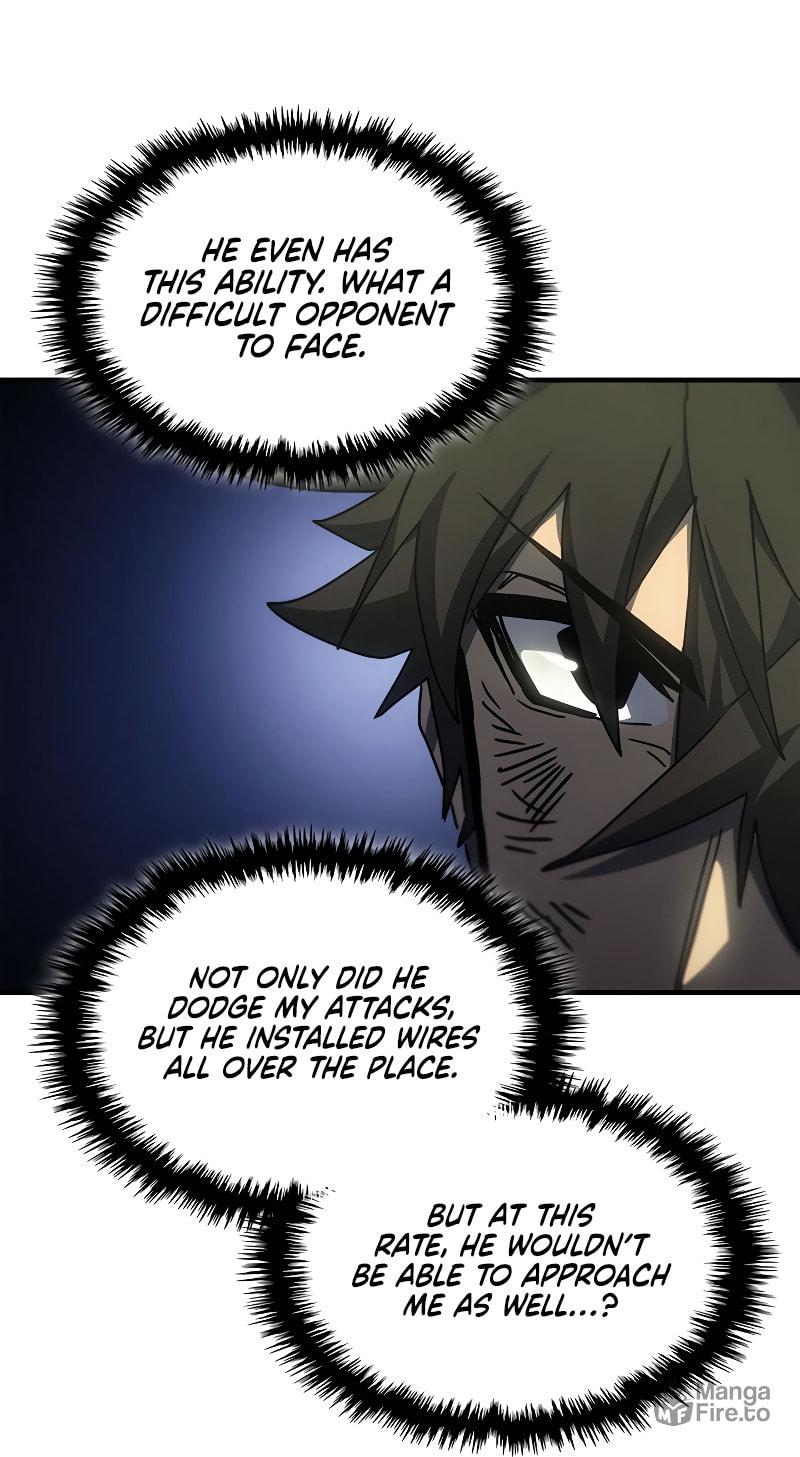 HE EVEN HAS
THIS ABILITY. WHAT A
DIFFICULT OPPONENT
TO FACE.
NOT ONLY DID HE
DODGE MY ATTACKS,
BUT HE INSTALLED WIRES
ALL OVER THE PLACE.
BUT AT THIS
RATE, HE WOULDN'T
BE ABLE TO APPROACH
ME AS WELL...?
Manga
MF Fire.to